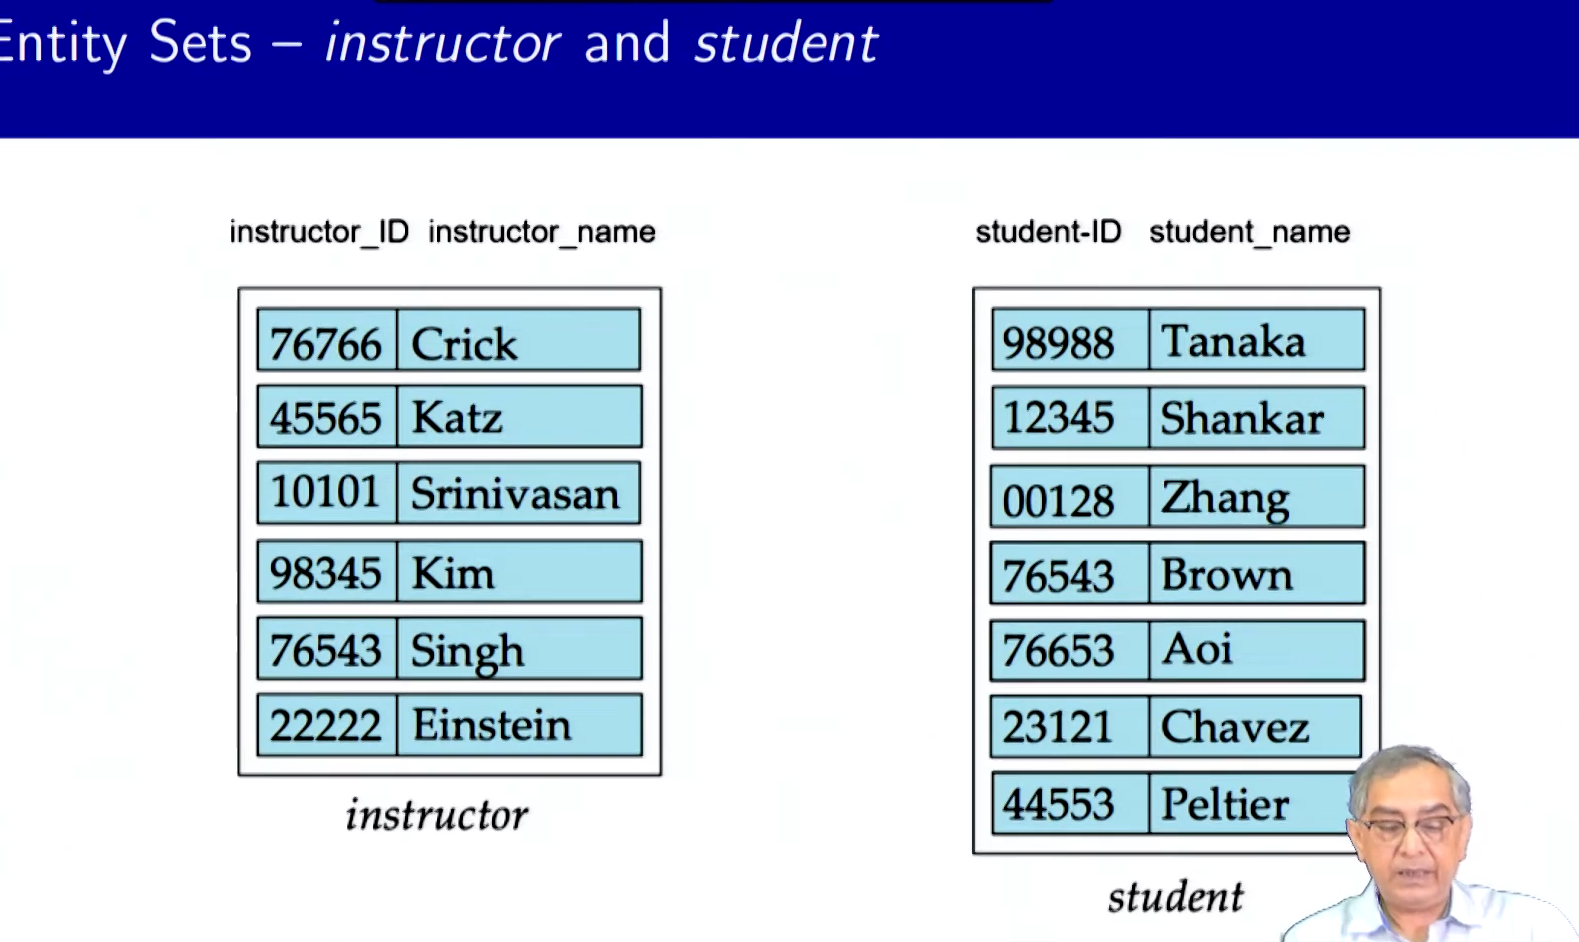 Entity Sets – instructor and student
instructor_ID instructor_name
76766 Crick
45565 Katz
10101 Srinivasan
98345 Kim
76543 Singh
22222 Einstein
instructor
student-ID student_name
98988 Tanaka
12345 Shankar
00128 Zhang
76543 Brown
76653 Aoi
23121 Chavez
44553 Peltier
student